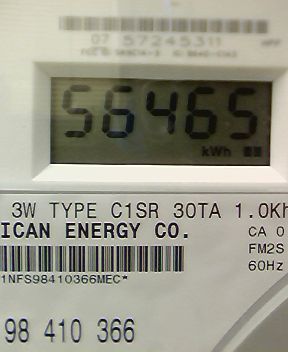 07 57245311
56465
kWh
3W TYPE C1SR 30TA 1.0Kh
ICAN ENERGY CO.
CA 0
FM2S
60Hz
1NFS98410366MEC*
98 410 366